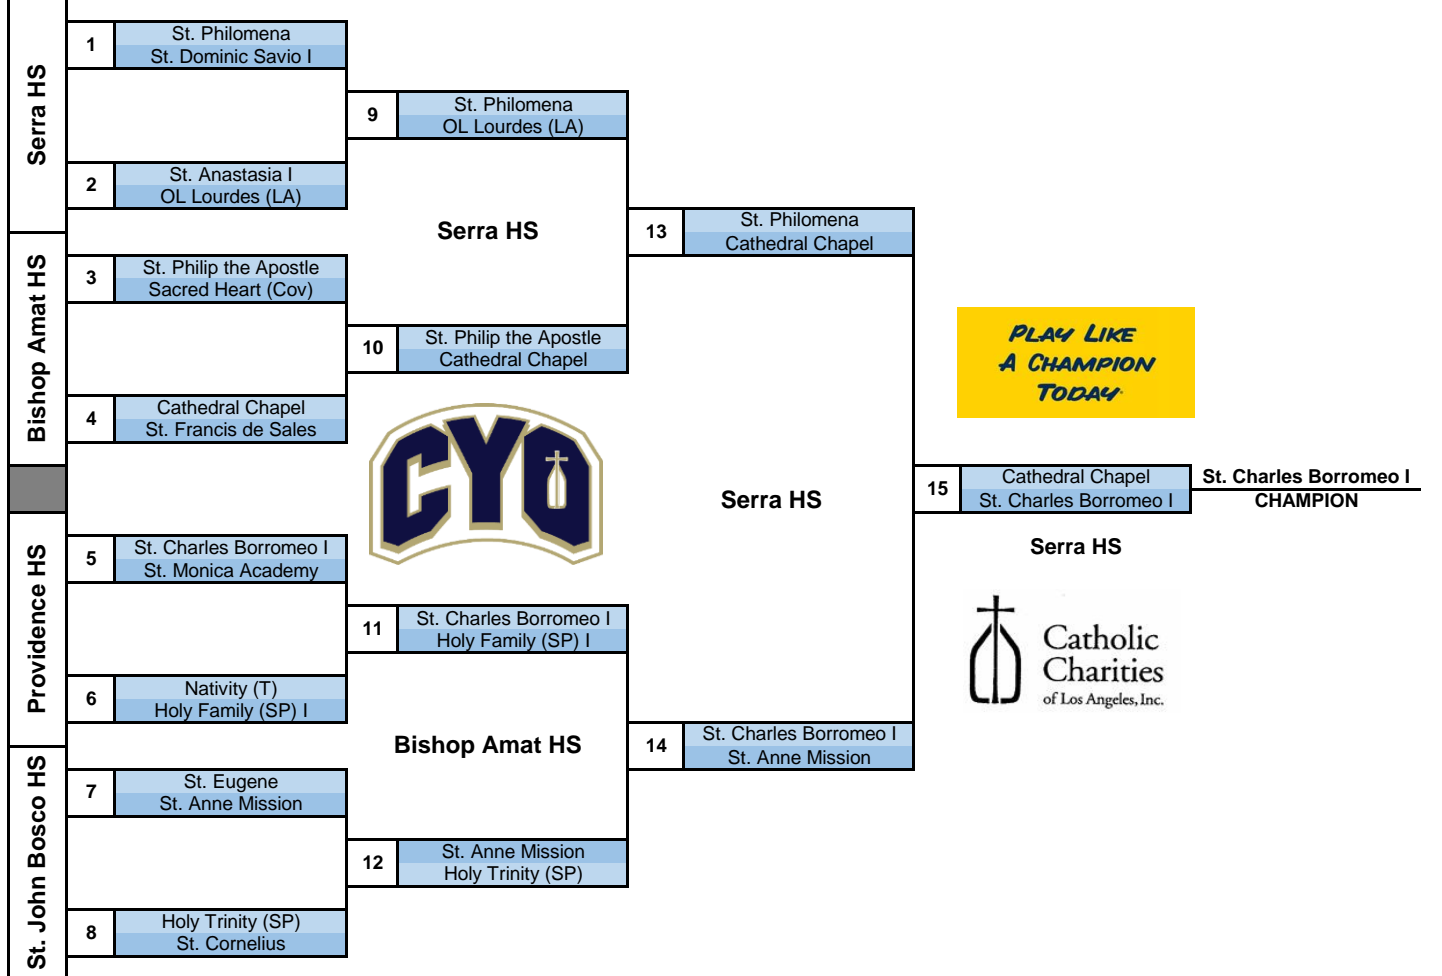 Serra HS
1
St. Philomena
St. Dominic Savio I
9
St. Philomena
OL Lourdes (LA)
2
St. Anastasia I
OL Lourdes (LA)
Serra HS
13
St. Philomena
Cathedral Chapel
Bishop Amat HS
3
St. Philip the Apostle
Sacred Heart (Cov)
10
St. Philip the Apostle
Cathedral Chapel
4
Cathedral Chapel
St. Francis de Sales
PLAY LIKE
A CHAMPION
TODAY
CYO
Serra HS
15
Cathedral Chapel
St. Charles Borromeo I
St. Charles Borromeo I
CHAMPION
Serra HS
Providence HS
5
St. Charles Borromeo I
St. Monica Academy
11
St. Charles Borromeo I
Holy Family (SP) I
6
Nativity (T)
Holy Family (SP) I
Catholic
Charities
of Los Angeles, Inc.
Bishop Amat HS
14
St. Charles Borromeo I
St. Anne Mission
St. John Bosco HS
7
St. Eugene
St. Anne Mission
12
St. Anne Mission
Holy Trinity (SP)
8
Holy Trinity (SP)
St. Cornelius